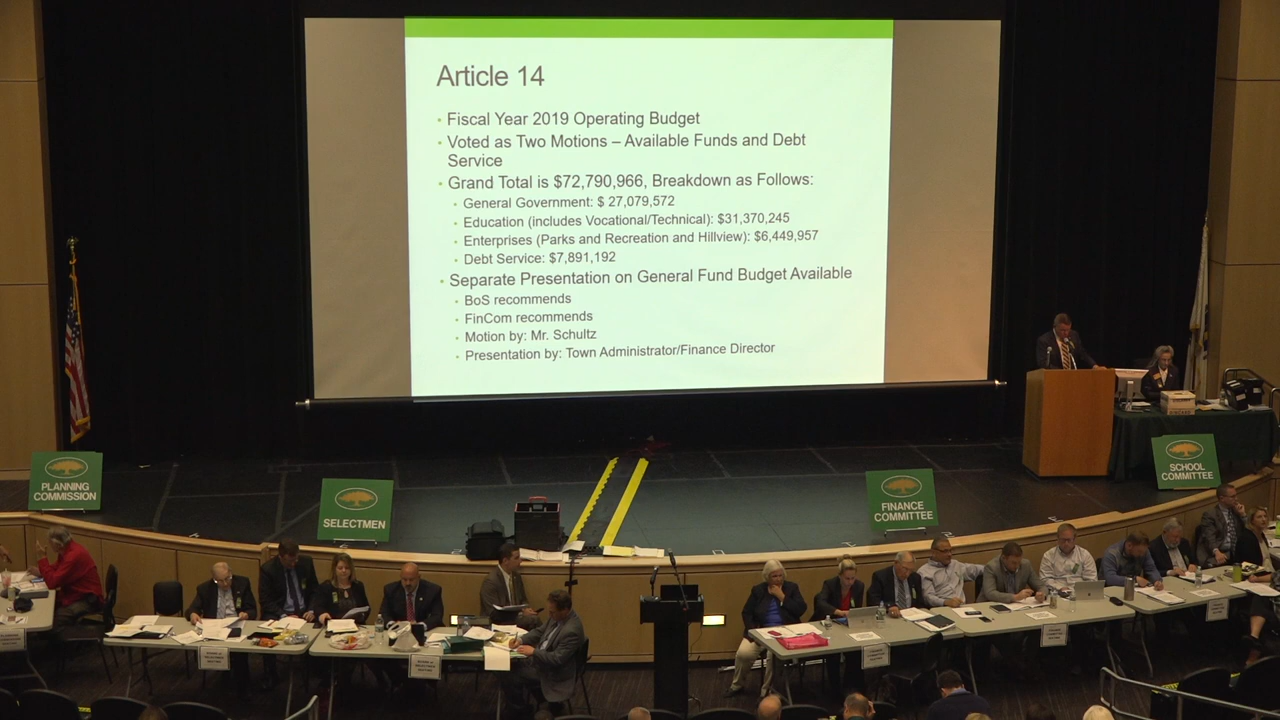 Article 14
• Fiscal Year 2019 Operating Budget
• Voted as Two Motions – Available Funds and Debt
Service
• Grand Total is $72,790,966, Breakdown as Follows:
• General Government: $ 27,079,572
• Education (includes Vocational/Technical): $31,370,245
• Enterprises (Parks and Recreation and Hillview): $6,449,957
• Debt Service: $7,891,192
• Separate Presentation on General Fund Budget Available
• BoS recommends
• FinCom recommends
• Motion by: Mr. Schultz
• Presentation by: Town Administrator/Finance Director
PLANNING
COMMISSION
SELECTMEN
FINANCE
COMMITTEE
SCHOOL
COMMITTEE